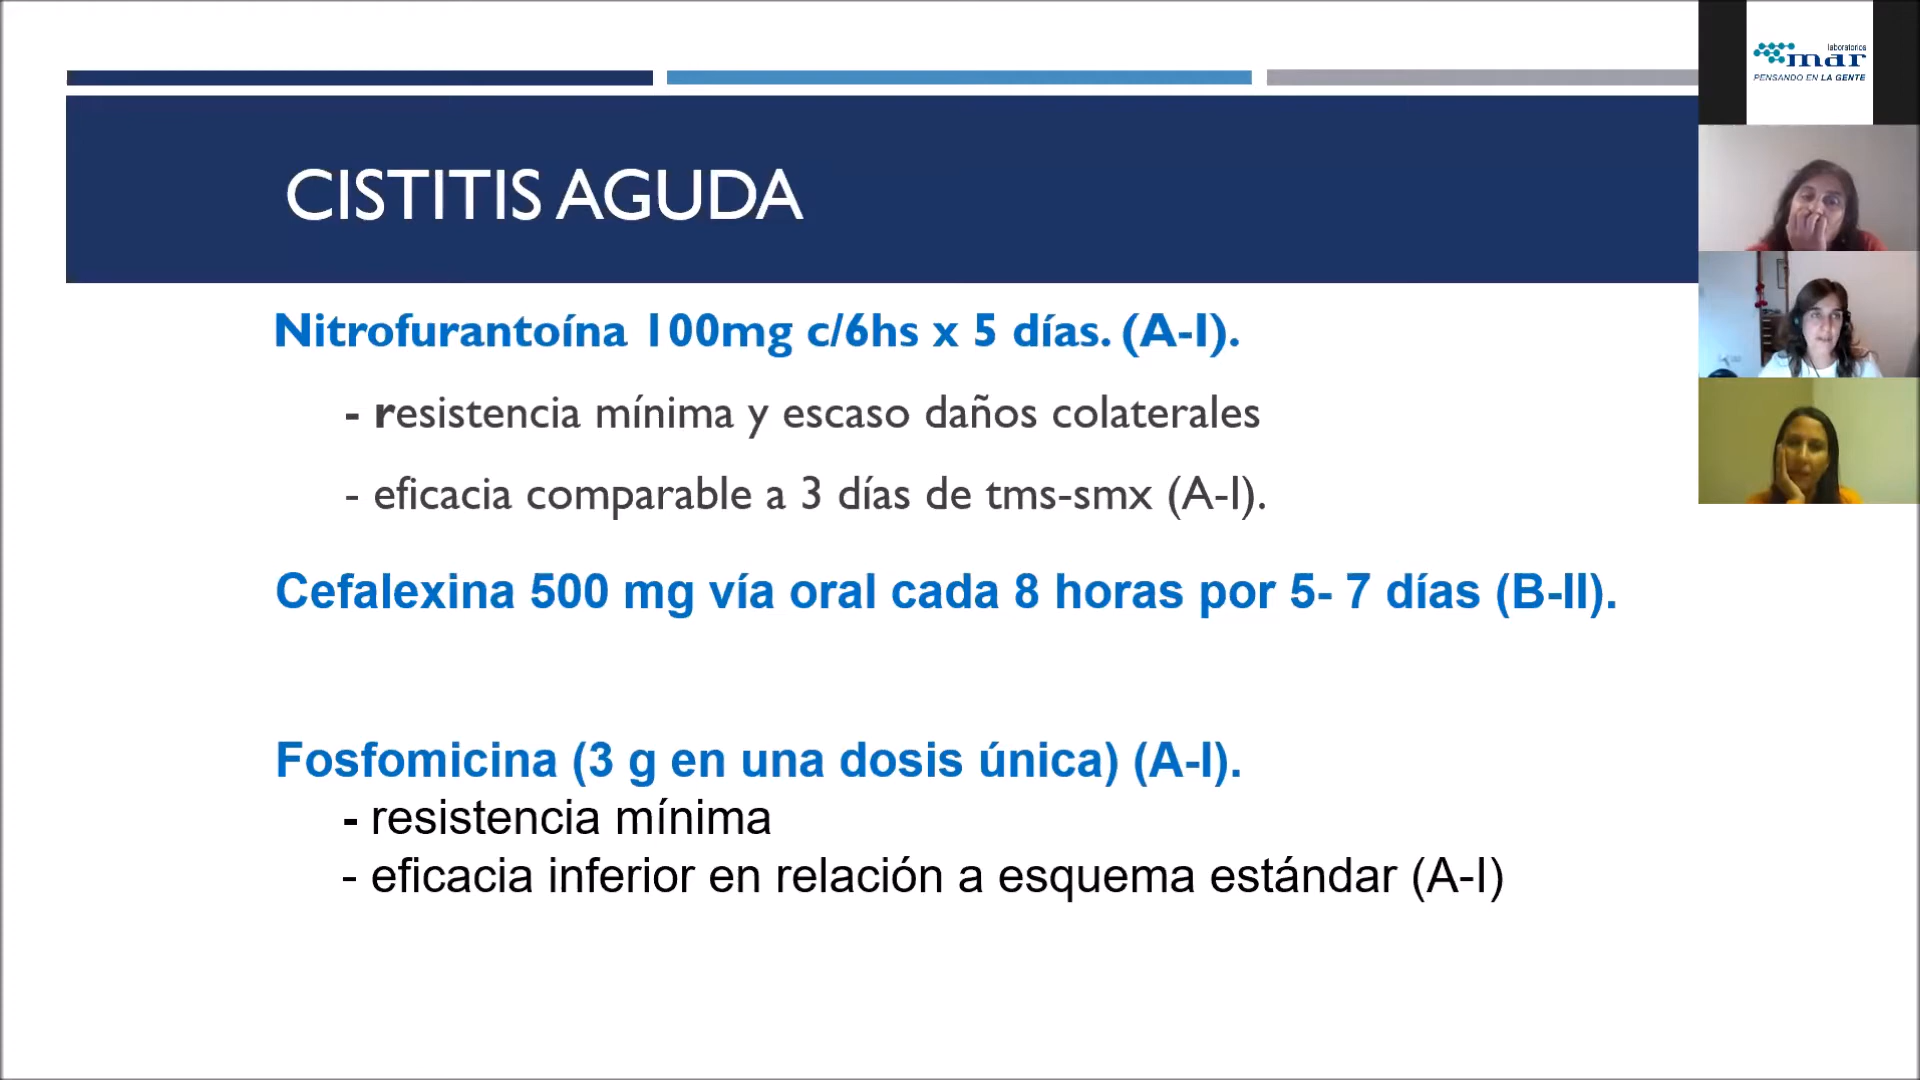 laboratorios
mar
PENSANDO EN LA GENTE
CISTITIS AGUDA
Nitrofurantoína 100mg c/6hs x 5 días. (A-I).
- resistencia mínima y escaso daños colaterales
- eficacia comparable a 3 días de tms-smx (A-I).
Cefalexina 500 mg vía oral cada 8 horas por 5- 7 días (B-II).
Fosfomicina (3 g en una dosis única) (A-I).
- resistencia mínima
- eficacia inferior en relación a esquema estándar (A-I)